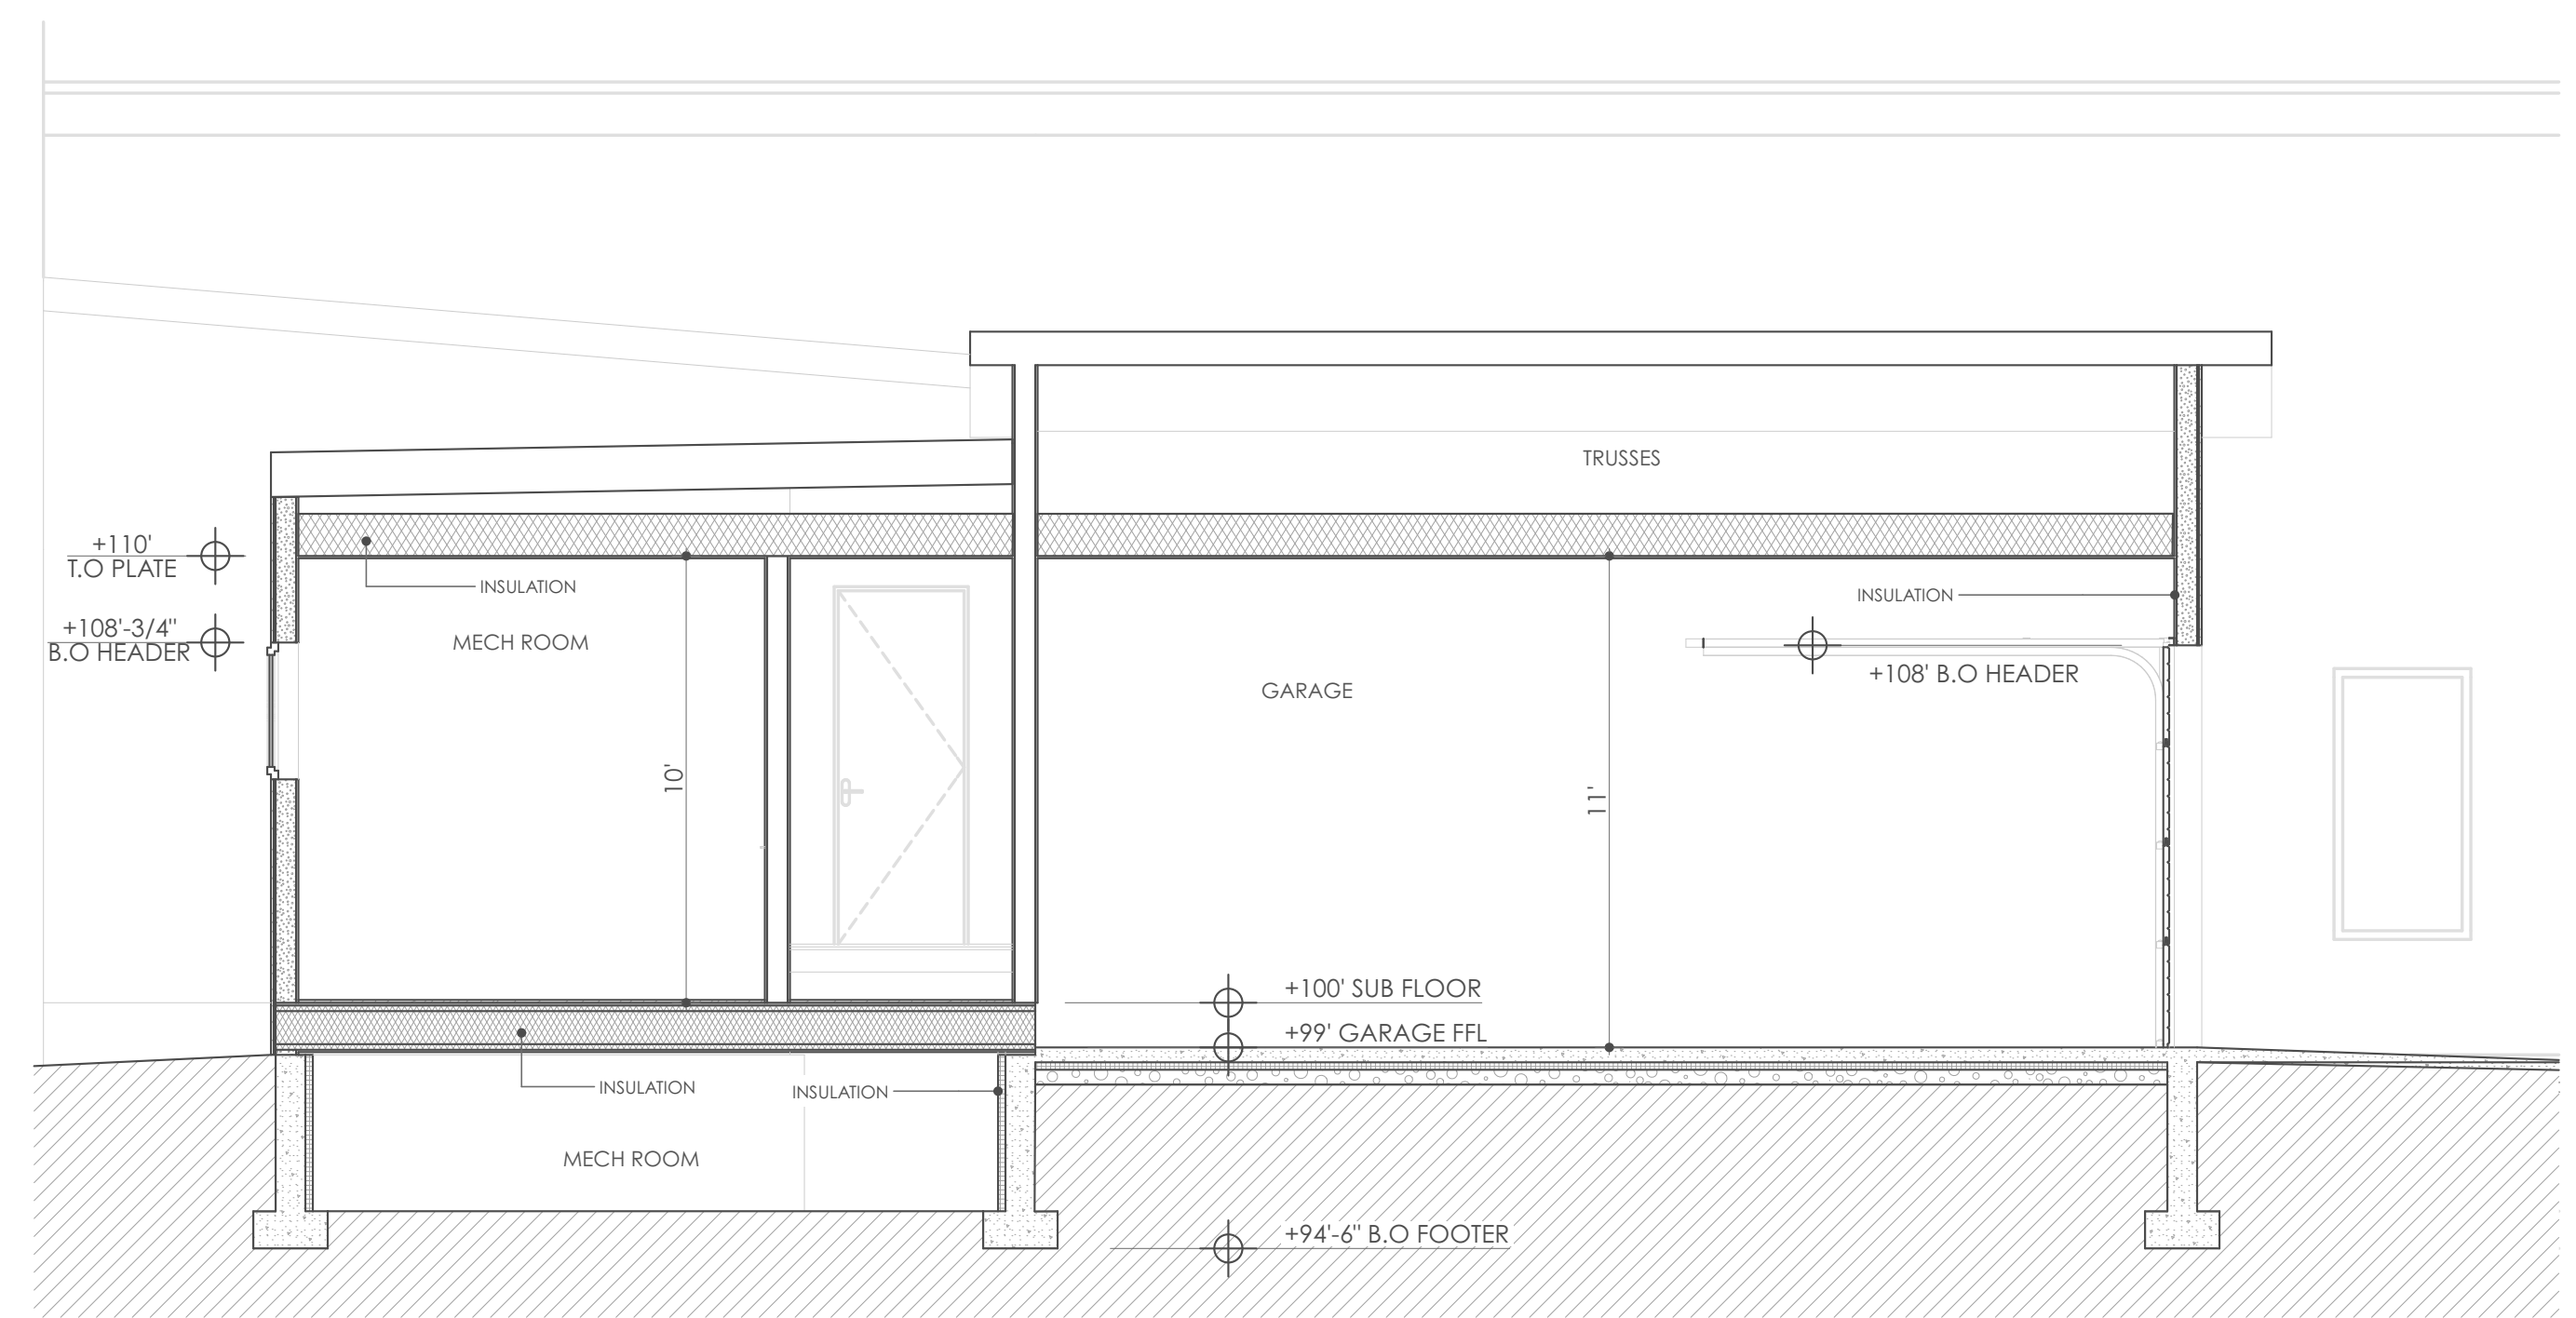 TRUSSES
+110'
T.O PLATE
INSULATION
INSULATION
+108'-3/4"
B.O HEADER
MECH ROOM
+108' B.O HEADER
GARAGE
10'
11'
+100' SUB FLOOR
+99' GARAGE FFL
INSULATION
INSULATION
MECH ROOM
+94'-6" B.O FOOTER